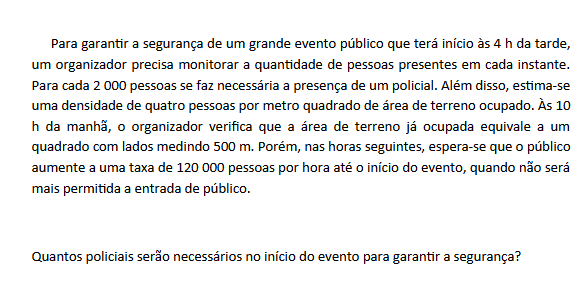 Para garantir a segurança de um grande evento público que terá início às 4 h da tarde,
um organizador precisa monitorar a quantidade de pessoas presentes em cada instante.
Para cada 2 000 pessoas se faz necessária a presença de um policial. Além disso, estima-se
uma densidade de quatro pessoas por metro quadrado de área de terreno ocupado. Às 10
h da manhã, o organizador verifica que a área de terreno já ocupada equivale a um
quadrado com lados medindo 500 m. Porém, nas horas seguintes, espera-se que o público
aumente a uma taxa de 120 000 pessoas por hora até o início do evento, quando não será
mais permitida a entrada de público.
Quantos policiais serão necessários no início do evento para garantir a segurança?